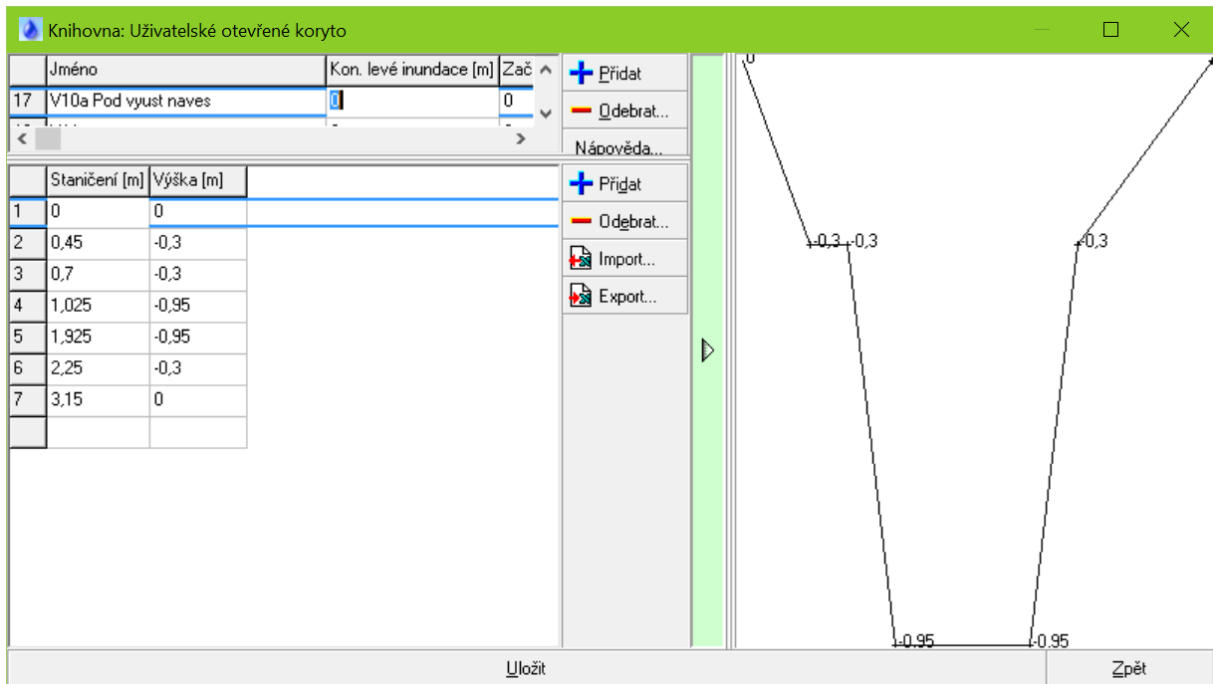 Knihovna: Uživatelské otevřené koryto
Jméno Kon. levé inundace [m] Zač
17 V10a Pod vyust naves 0 0
Přidat
Odebrat...
Nápověda...
Staničení [m] Výška [m]
1 0 0
2 0,45 -0,3
3 0,7 -0,3
4 1,025 -0,95
5 1,925 -0,95
6 2,25 -0,3
7 3,15 0
Přidat
Odebrat...
Import...
Export...
0
-0,3 -0,3 -0,3
-0,95 -0,95
Uložit Zpět